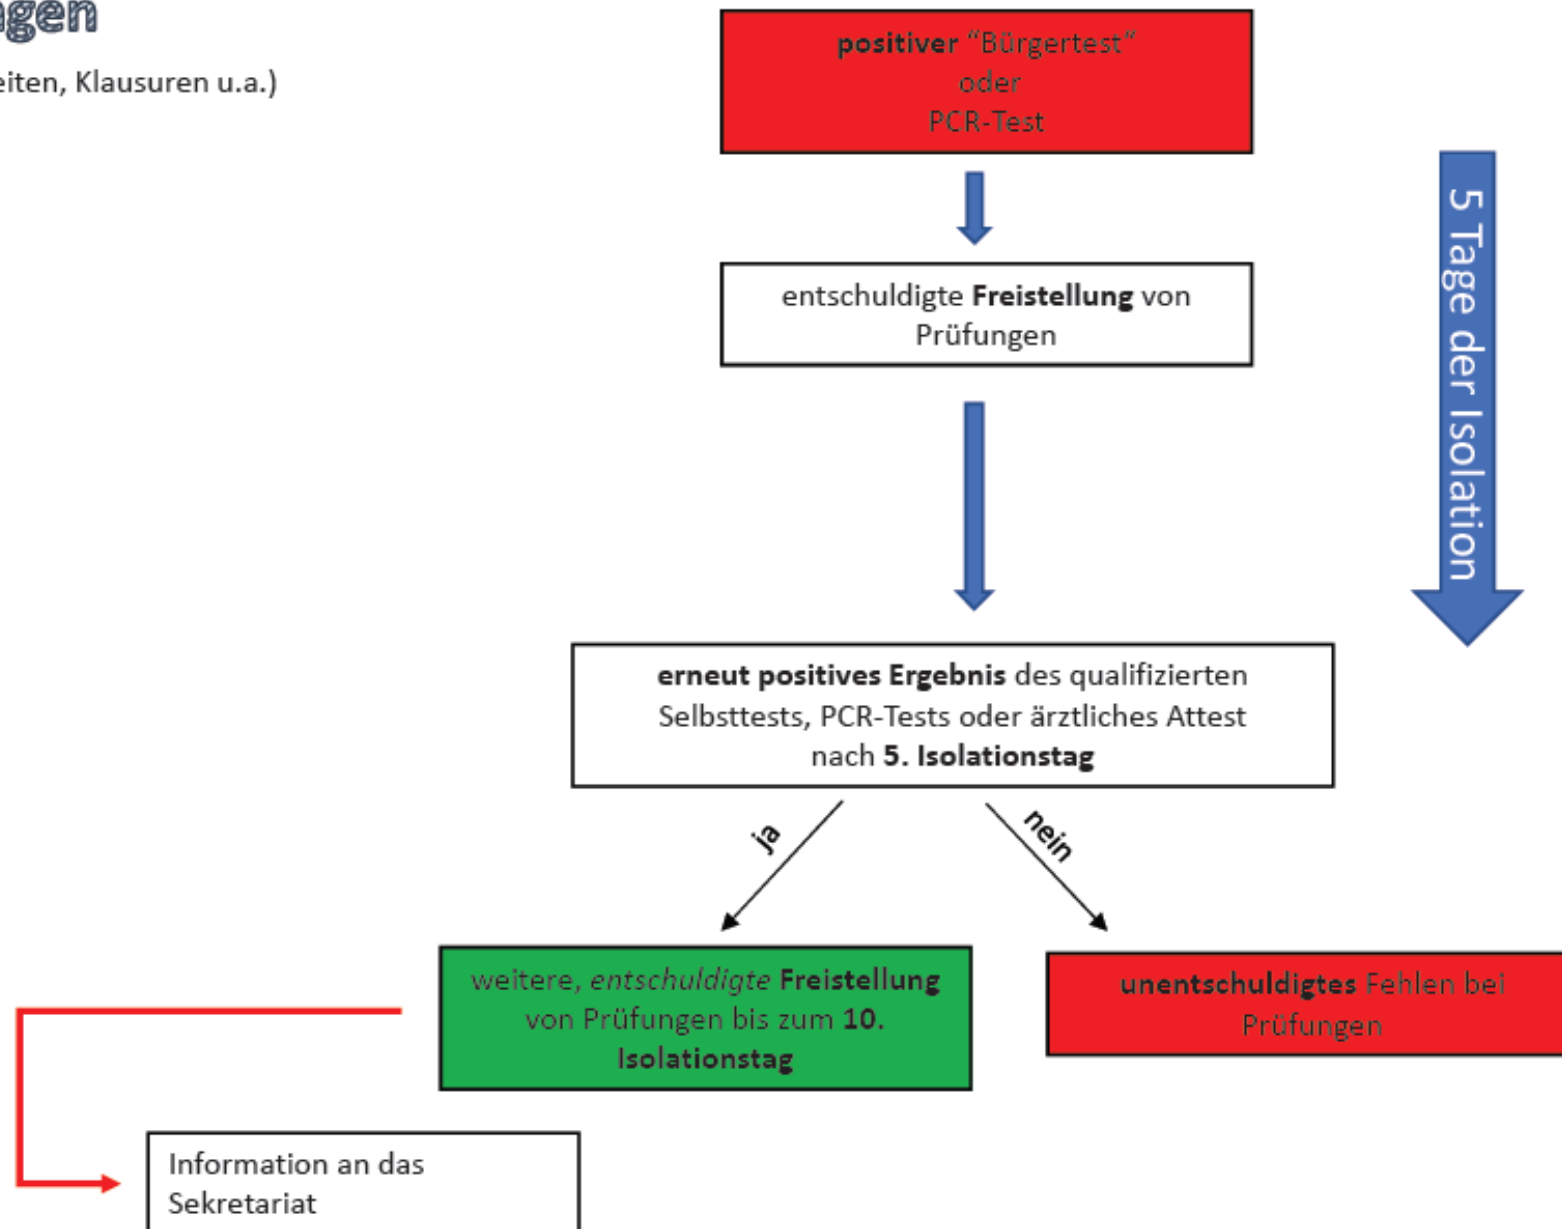 eiten, Klausuren u.a.)
positiver “Bürgertest“
oder
PCR-Test
5 Tage der Isolation
entschuldigte Freistellung von
Prüfungen
erneut positives Ergebnis des qualifizierten
Selbsttests, PCR-Tests oder ärztliches Attest
nach 5. Isolationstag
ja
nein
weitere, entschuldigte Freistellung
von Prüfungen bis zum 10.
Isolationstag
unentschuldigtes Fehlen bei
Prüfungen
Information an das
Sekretariat